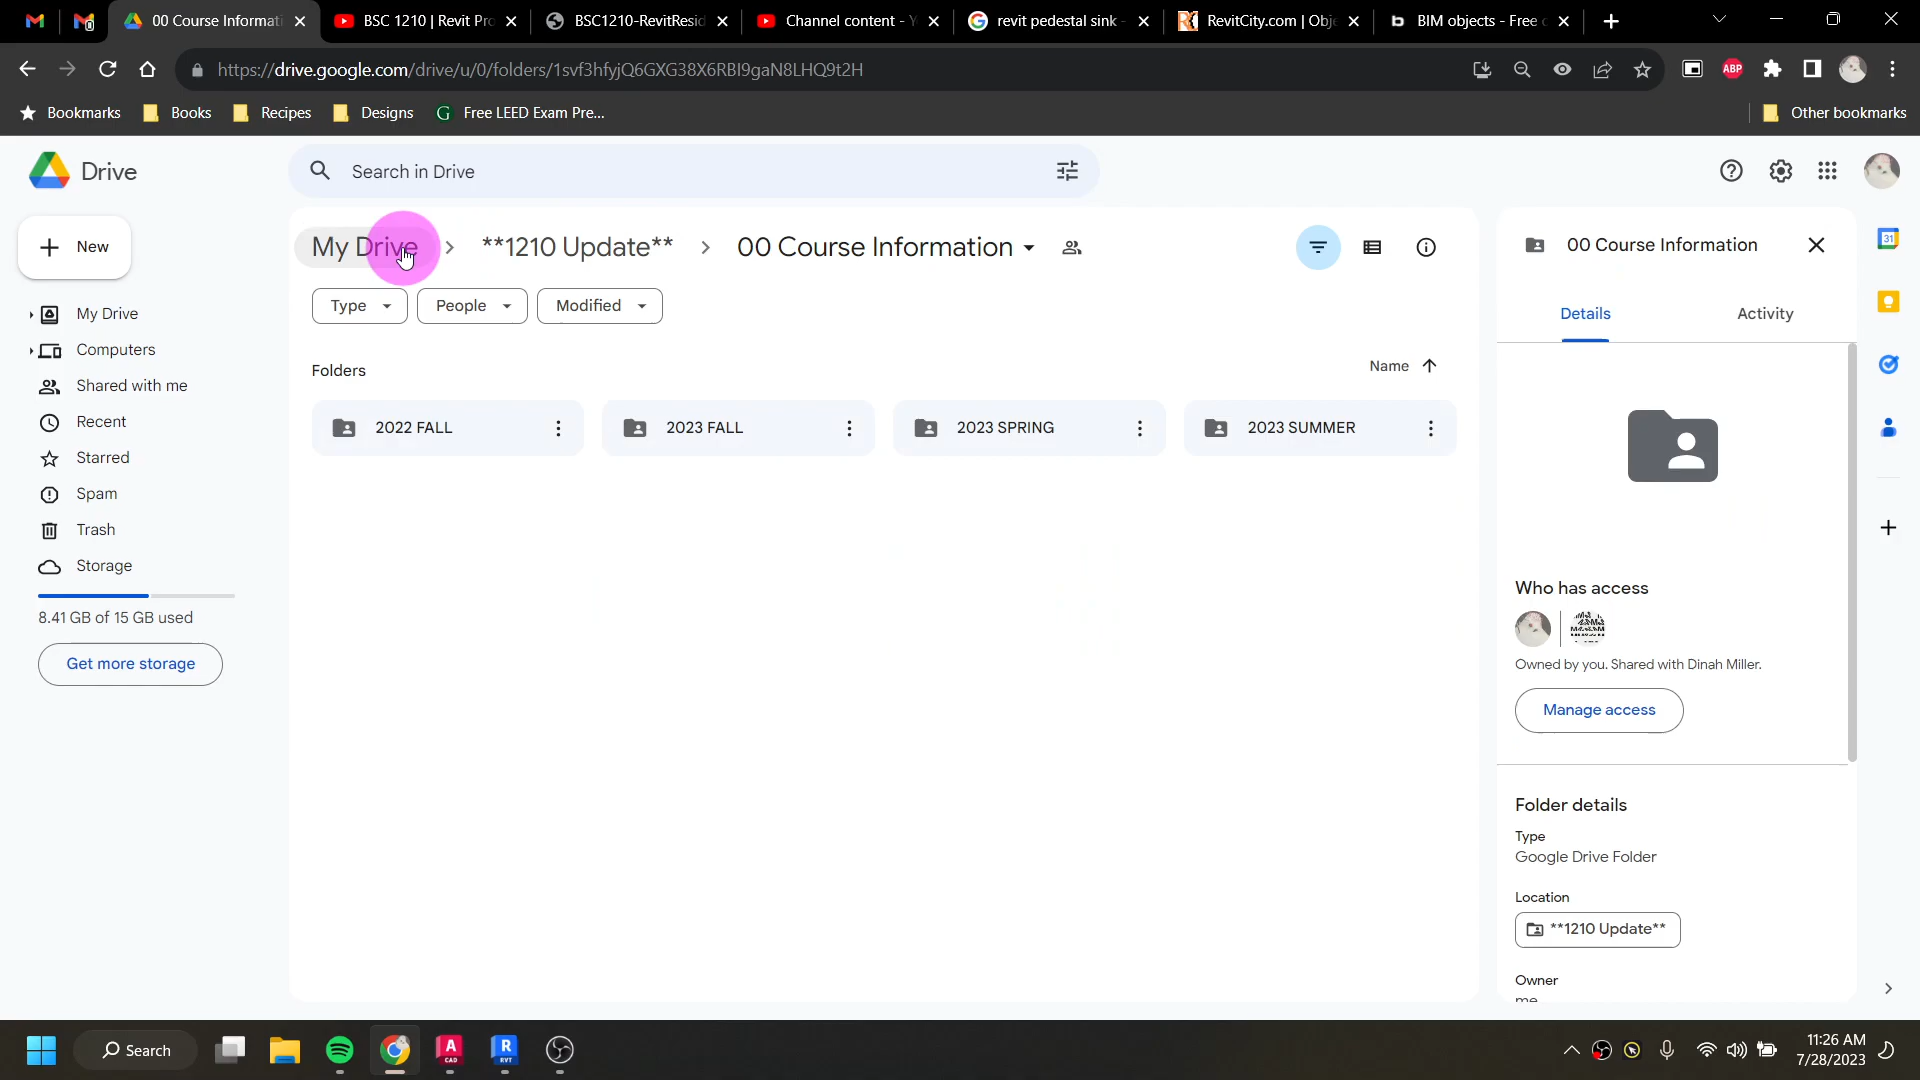 00 Course Informati
BSC 1210 | Revit Pro
BSC1210-RevitResid
Channel content - Y
revit pedestal sink -
RevitCity.com | Obje
BIM objects - Free d
https://drive.google.com/drive/u/0/folders/1svf3hfyjQ6GXG38X6RBI9gaN8LHQ9t2H
ABP
Bookmarks
Books
Recipes
Designs
Free LEED Exam Pre...
Other bookmarks
Drive
Search in Drive
New
My Drive > **1210 Update** > 00 Course Information
00 Course Information
Type
People
Modified
Details
Activity
My Drive
Computers
Shared with me
Recent
Starred
Spam
Trash
Storage
8.41 GB of 15 GB used
Get more storage
Folders
Name
2022 FALL
2023 FALL
2023 SPRING
2023 SUMMER
Who has access
Owned by you. Shared with Dinah Miller.
Manage access
Folder details
Type
Google Drive Folder
Location
**1210 Update**
Owner
me
Search
11:26 AM
7/28/2023